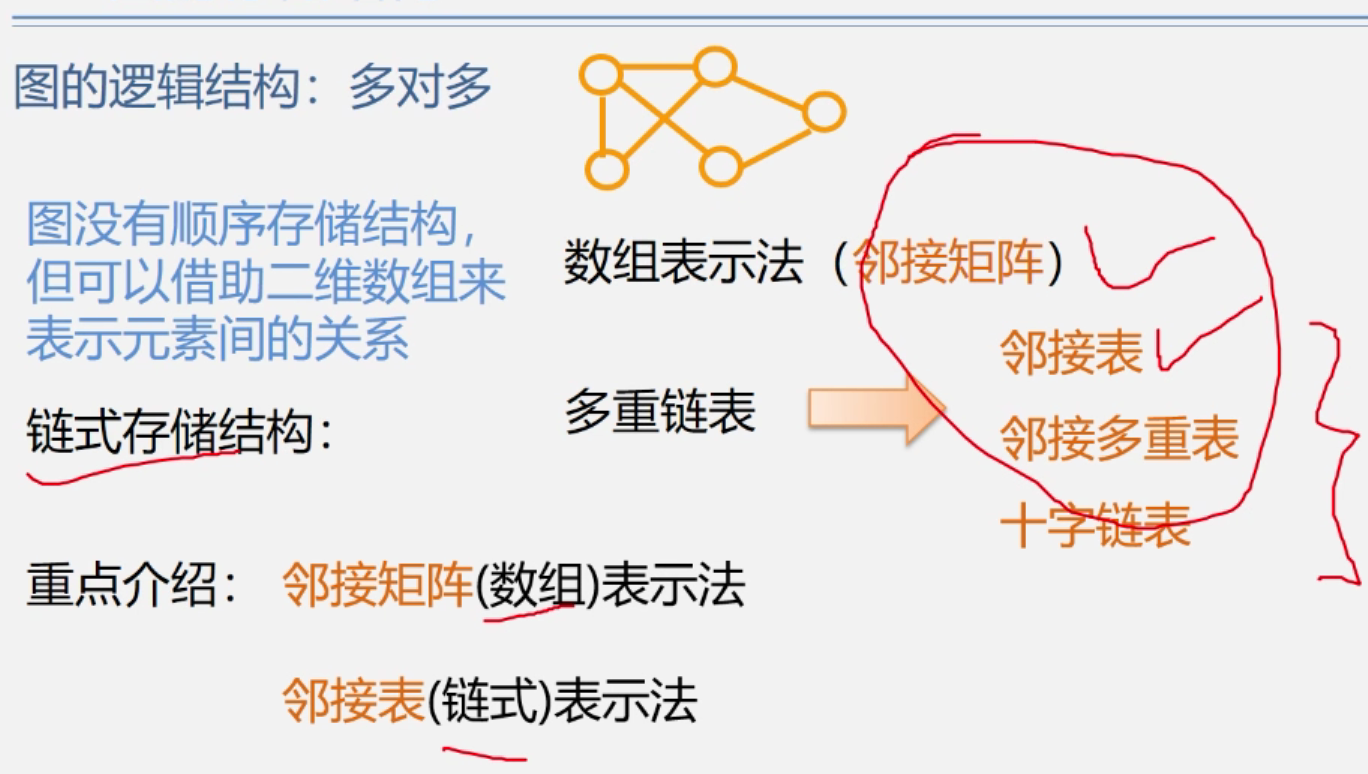 图的逻辑结构：多对多
图没有顺序存储结构，
但可以借助二维数组来
表示元素间的关系
数组表示法（邻接矩阵）
链式存储结构：
多重链表
邻接表
邻接多重表
十字链表
重点介绍：邻接矩阵(数组)表示法
邻接表(链式)表示法